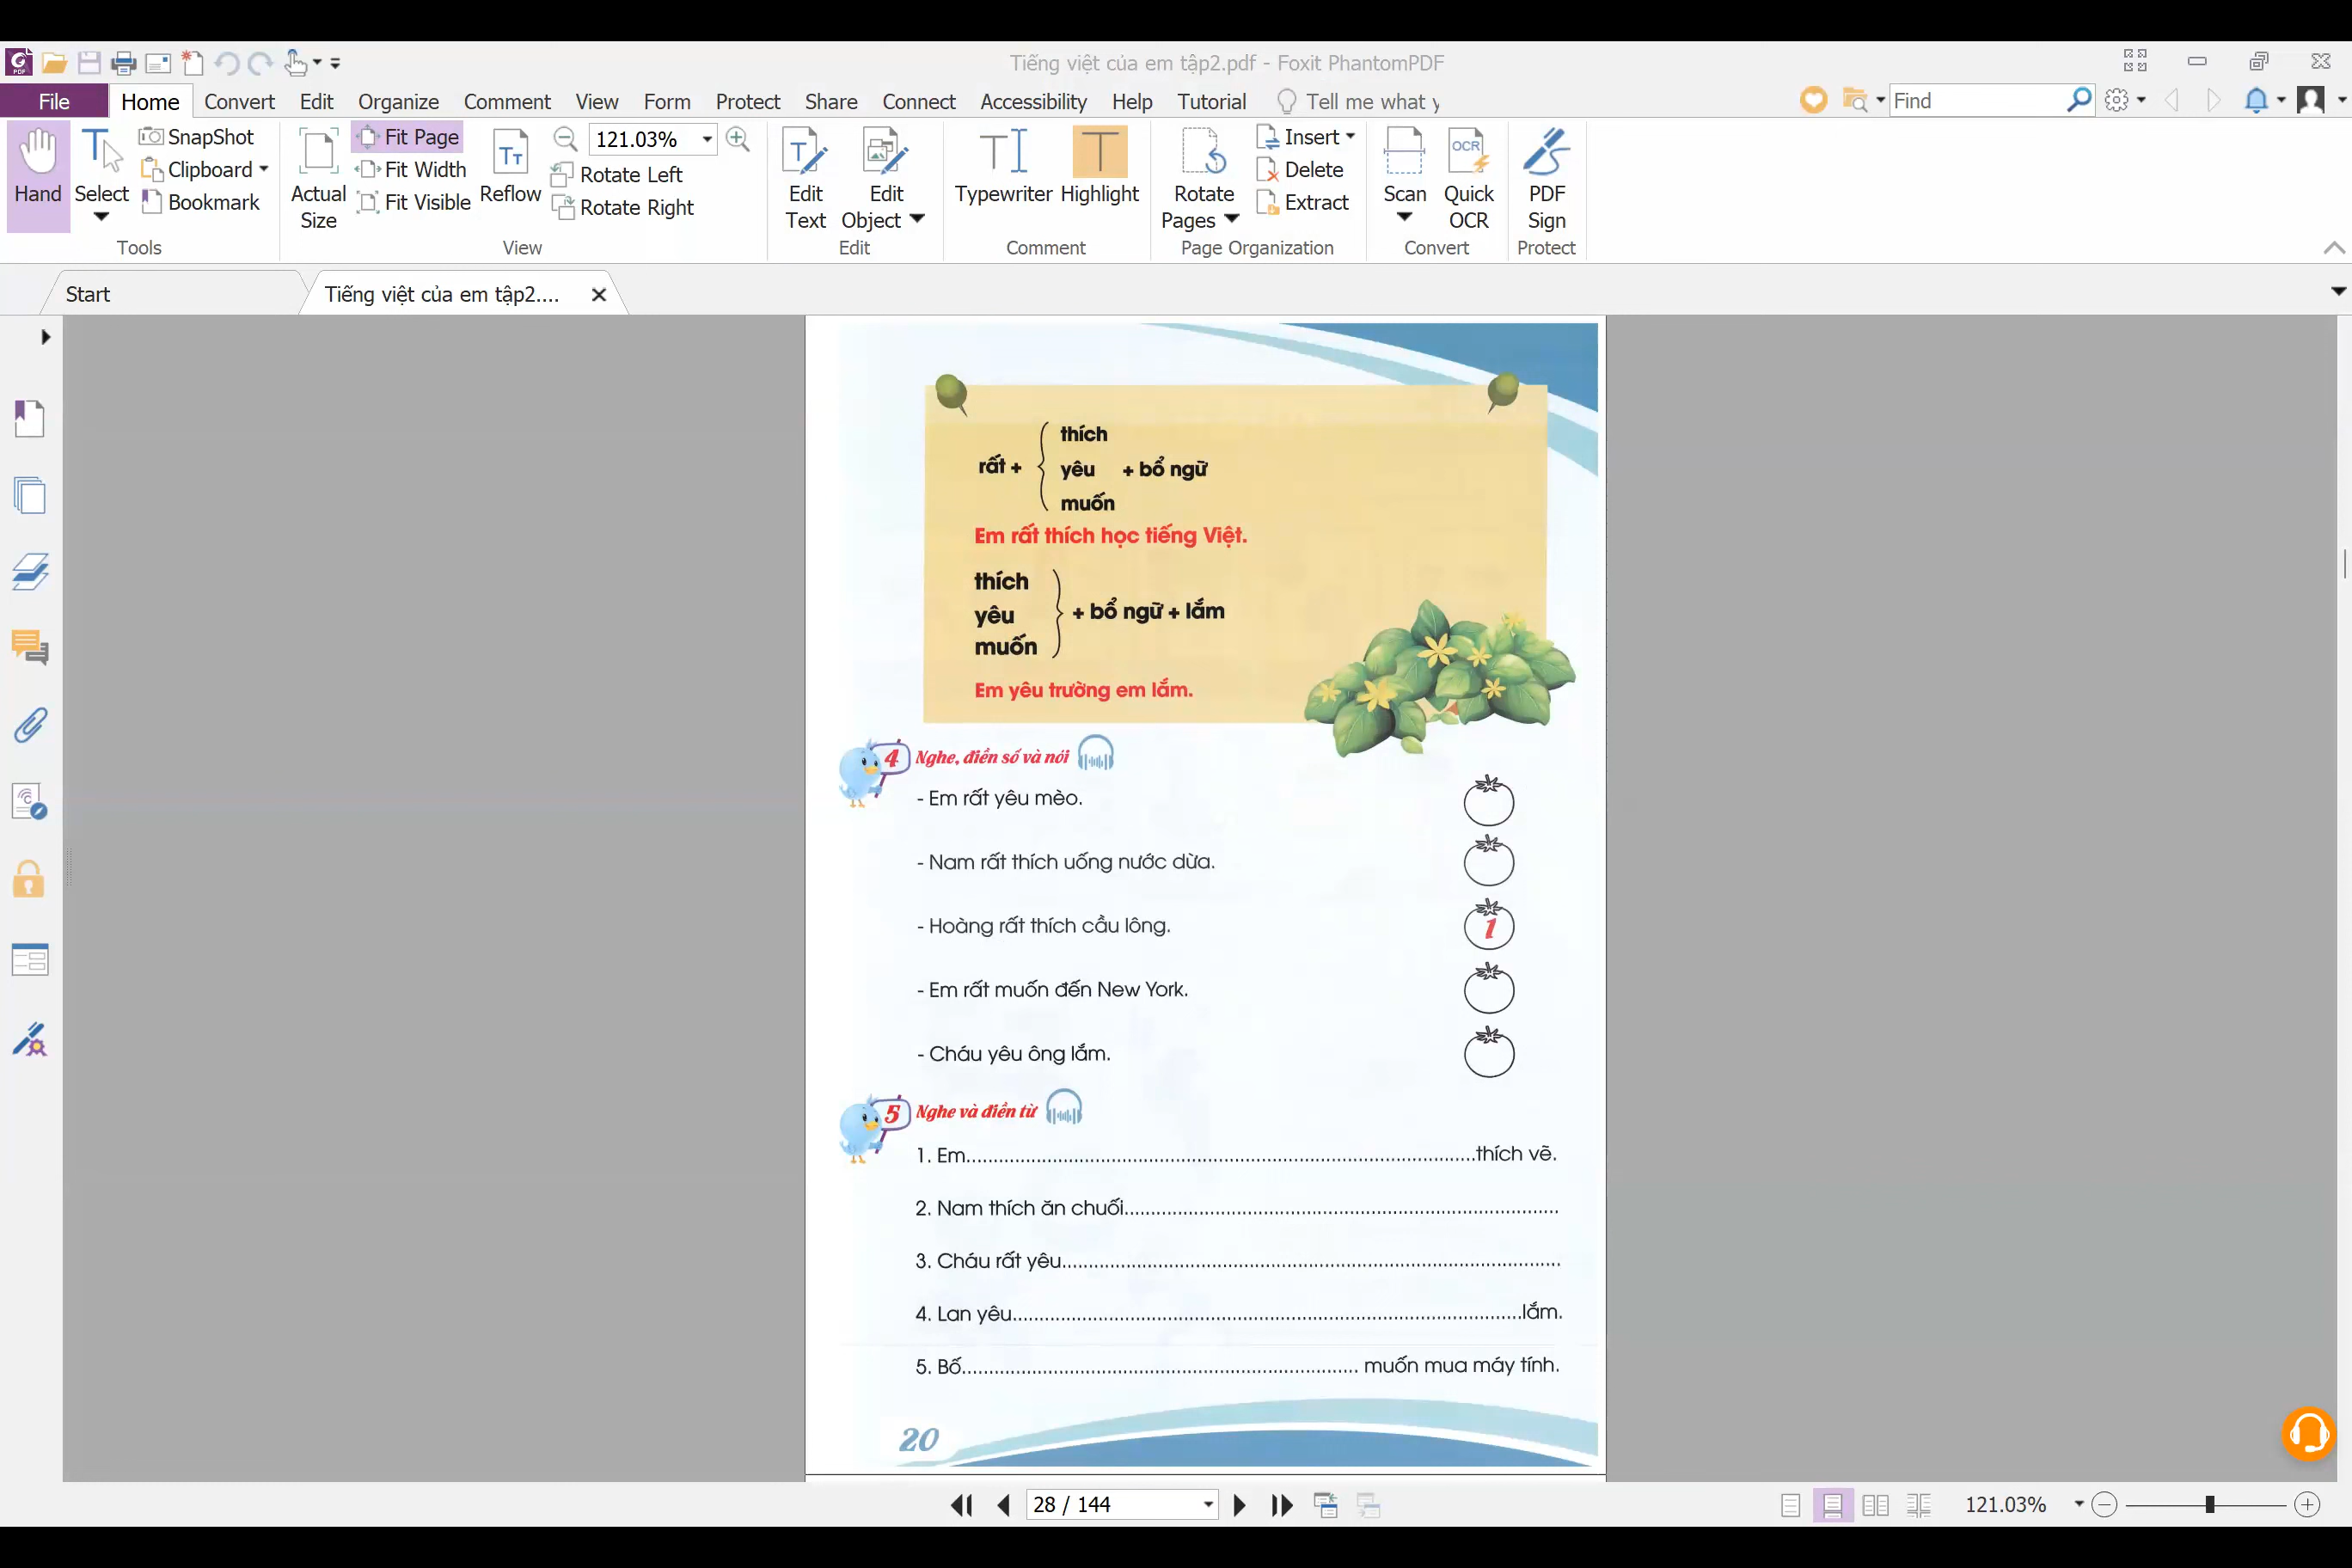 Tiếng việt của em tập2.pdf - Foxit PhantomPDF
File Home Convert Edit Organize Comment View Form Protect Share Connect Accessibility Help Tutorial Tell me what y Find
Hand
Select
SnapShot
Clipboard
Bookmark
Tools
Actual Size
Fit Page
Fit Width
Fit Visible
Reflow
121.03%
Rotate Left
Rotate Right
View
Edit Text
Edit Object
Edit
Typewriter
Highlight
Comment
Rotate Pages
Insert
Delete
Extract
Page Organization
Scan
Quick OCR
Convert
PDF Sign
Protect
Start
Tiếng việt của em tập2....
thích
rất + yêu + bổ ngữ
muốn
Em rất thích học tiếng Việt.
thích
yêu + bổ ngữ + lắm
muốn
Em yêu trường em lắm.
4 Nghe, điền số và nói
- Em rất yêu mèo.
- Nam rất thích uống nước dừa.
- Hoàng rất thích cầu lông. 1
- Em rất muốn đến New York.
- Cháu yêu ông lắm.
5 Nghe và điền từ
1. Em..........thích vẽ.
2. Nam thích ăn chuối..........
3. Cháu rất yêu..........
4. Lan yêu..........lắm.
5. Bố.......... muốn mua máy tính.
20
28 / 144
121.03%